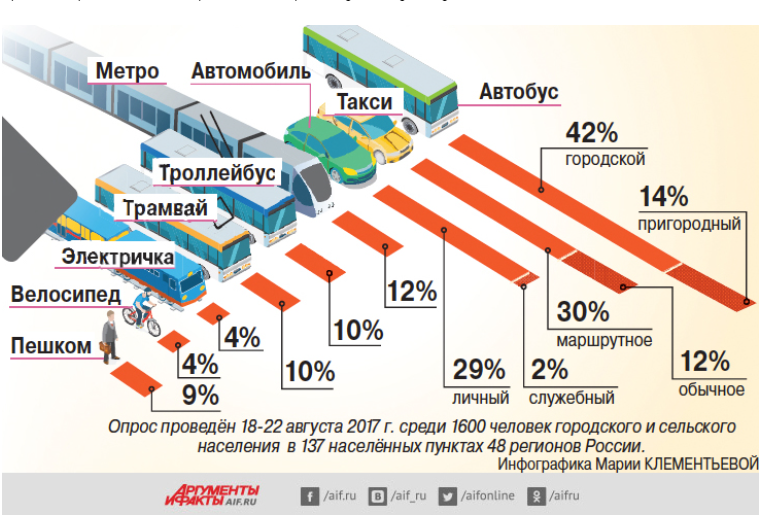 Метро
Автомобиль
Такси
Автобус
Троллейбус
Трамвай
Электричка
Велосипед
Пешком
42%
городской
14%
пригородный
30%
маршрутное
12%
обычное
29%
личный
2%
служебный
12%
10%
10%
4%
4%
9%
Опрос проведён 18-22 августа 2017 г. среди 1600 человек городского и сельского
населения в 137 населённых пунктах 48 регионов России.
Инфографика Марии КЛЕМЕНТЬЕВОЙ
АРГУМЕНТЫ
И ФАКТЫ AIF.RU
f /aif.ru B /aif_ru /aifonline /aifru